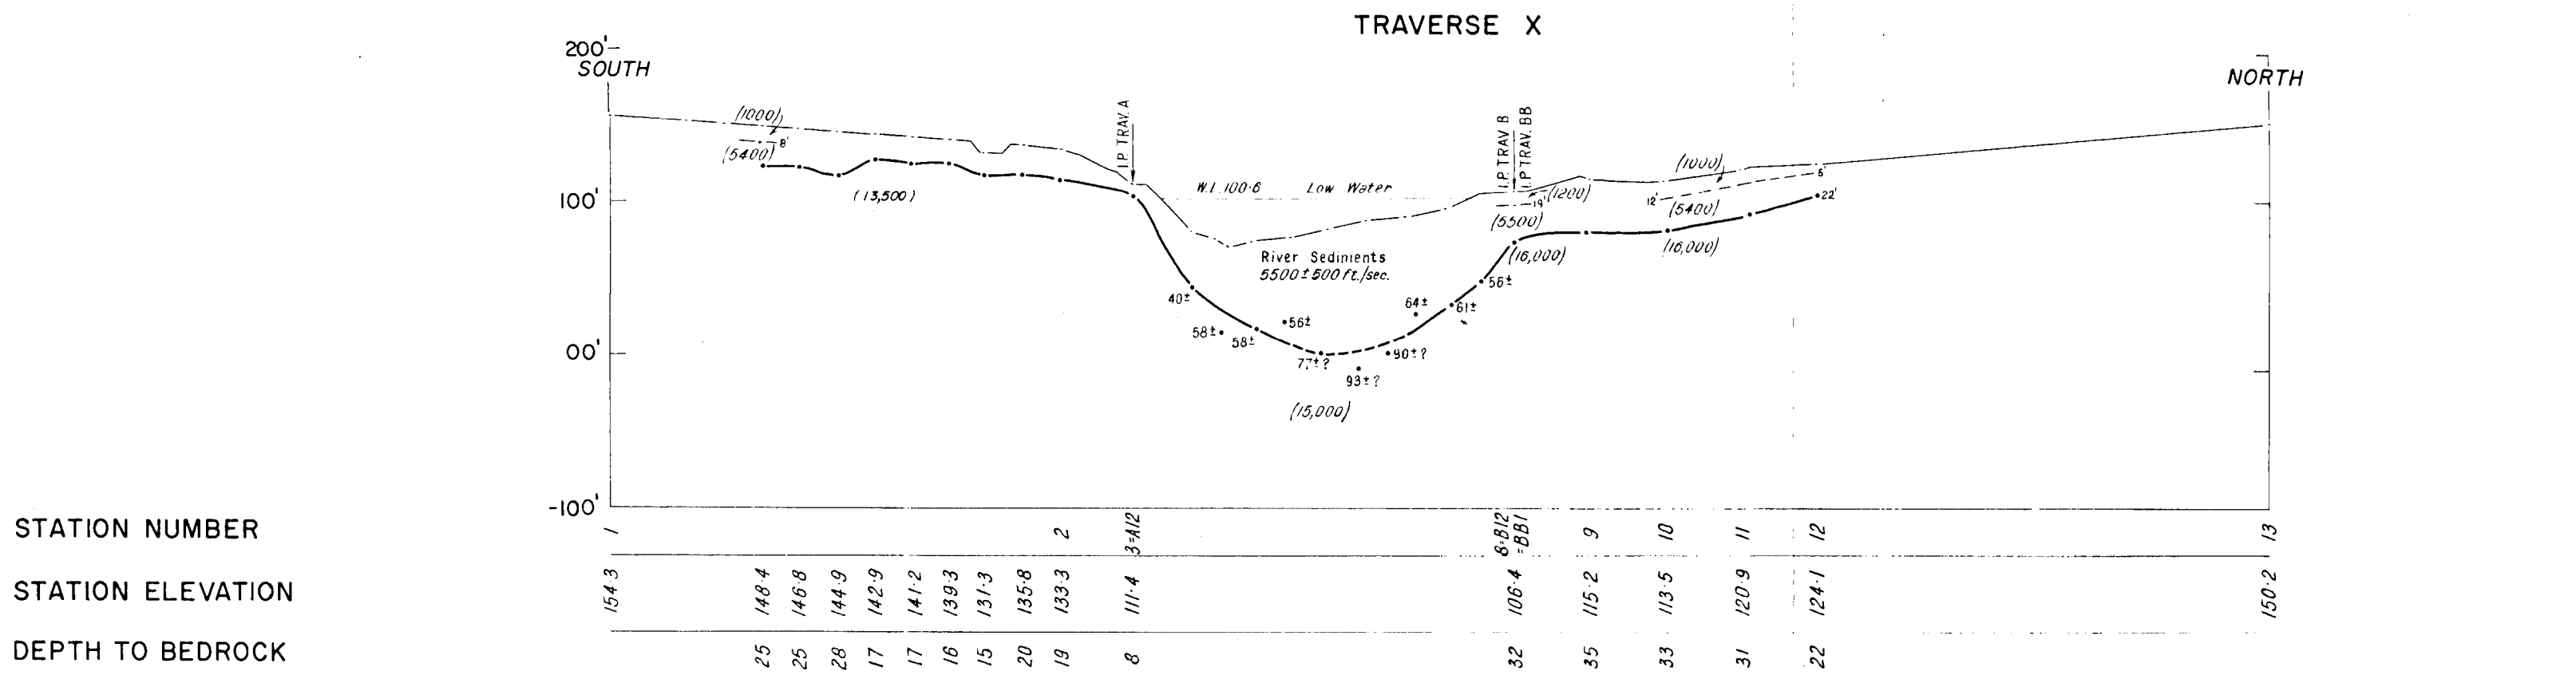 TRAVERSE X
200'
SOUTH
NORTH
(1000)
8'
(5400)
(13,500)
I.P. TRAV. A
100'
W.L. 100·6 Low Water
I.P. TRAV B
I.P TRAV. BB
(1200)
19'
(5500)
(16,000)
(1000)
6'
12'
(5400)
22'
(16,000)
River Sediments
5500±500 ft./sec.
40±
58±
58±
56±
77±?
93±?
90±?
64±
61±
56±
00'
(15,000)
-100'
STATION NUMBER 1 2 3=A12 8=B12 =BB1 9 10 11 12 13
STATION ELEVATION 154·3 148·4 146·8 144·9 142·9 141·2 139·3 131·3 135·8 133·3 111·4 106·4 115·2 113·5 120·9 124·1 150·2
DEPTH TO BEDROCK 25 25 28 17 17 16 15 20 19 8 32 35 33 31 22